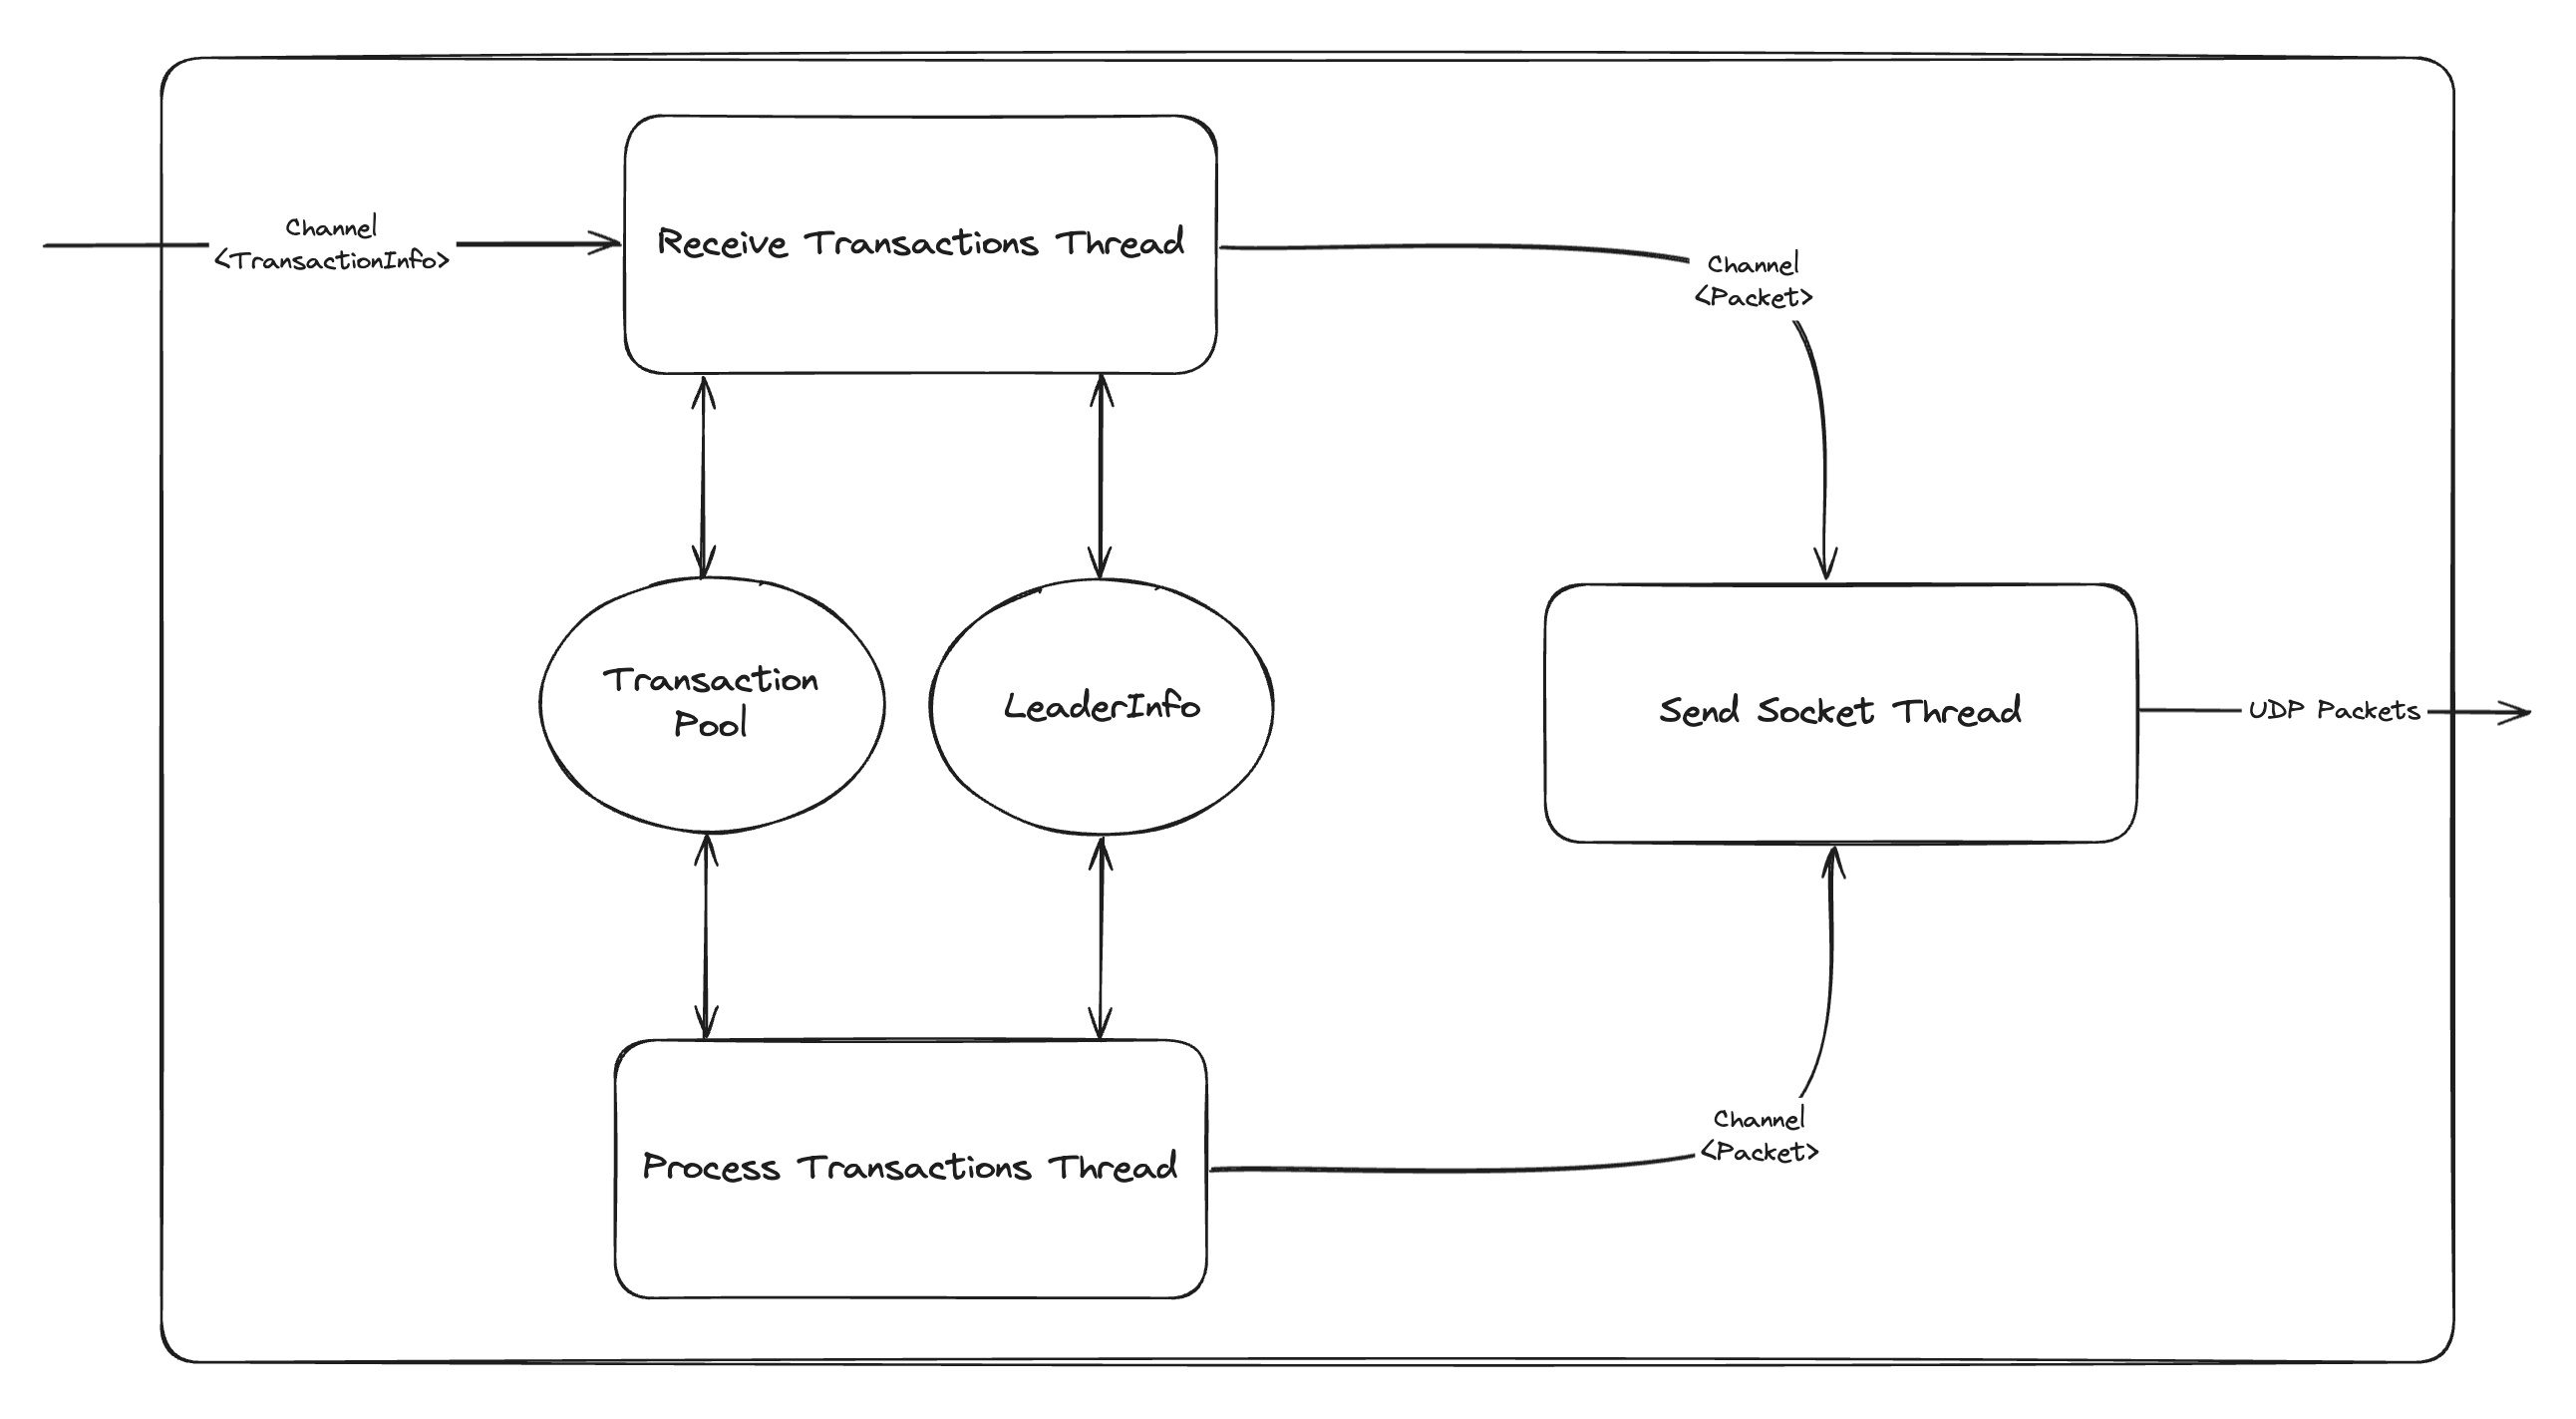 Receive Transactions Thread
Channel
<TransactionInfo>
Channel
<Packet>
Transaction
Pool
LeaderInfo
Send Socket Thread
UDP Packets
Channel
<Packet>
Process Transactions Thread